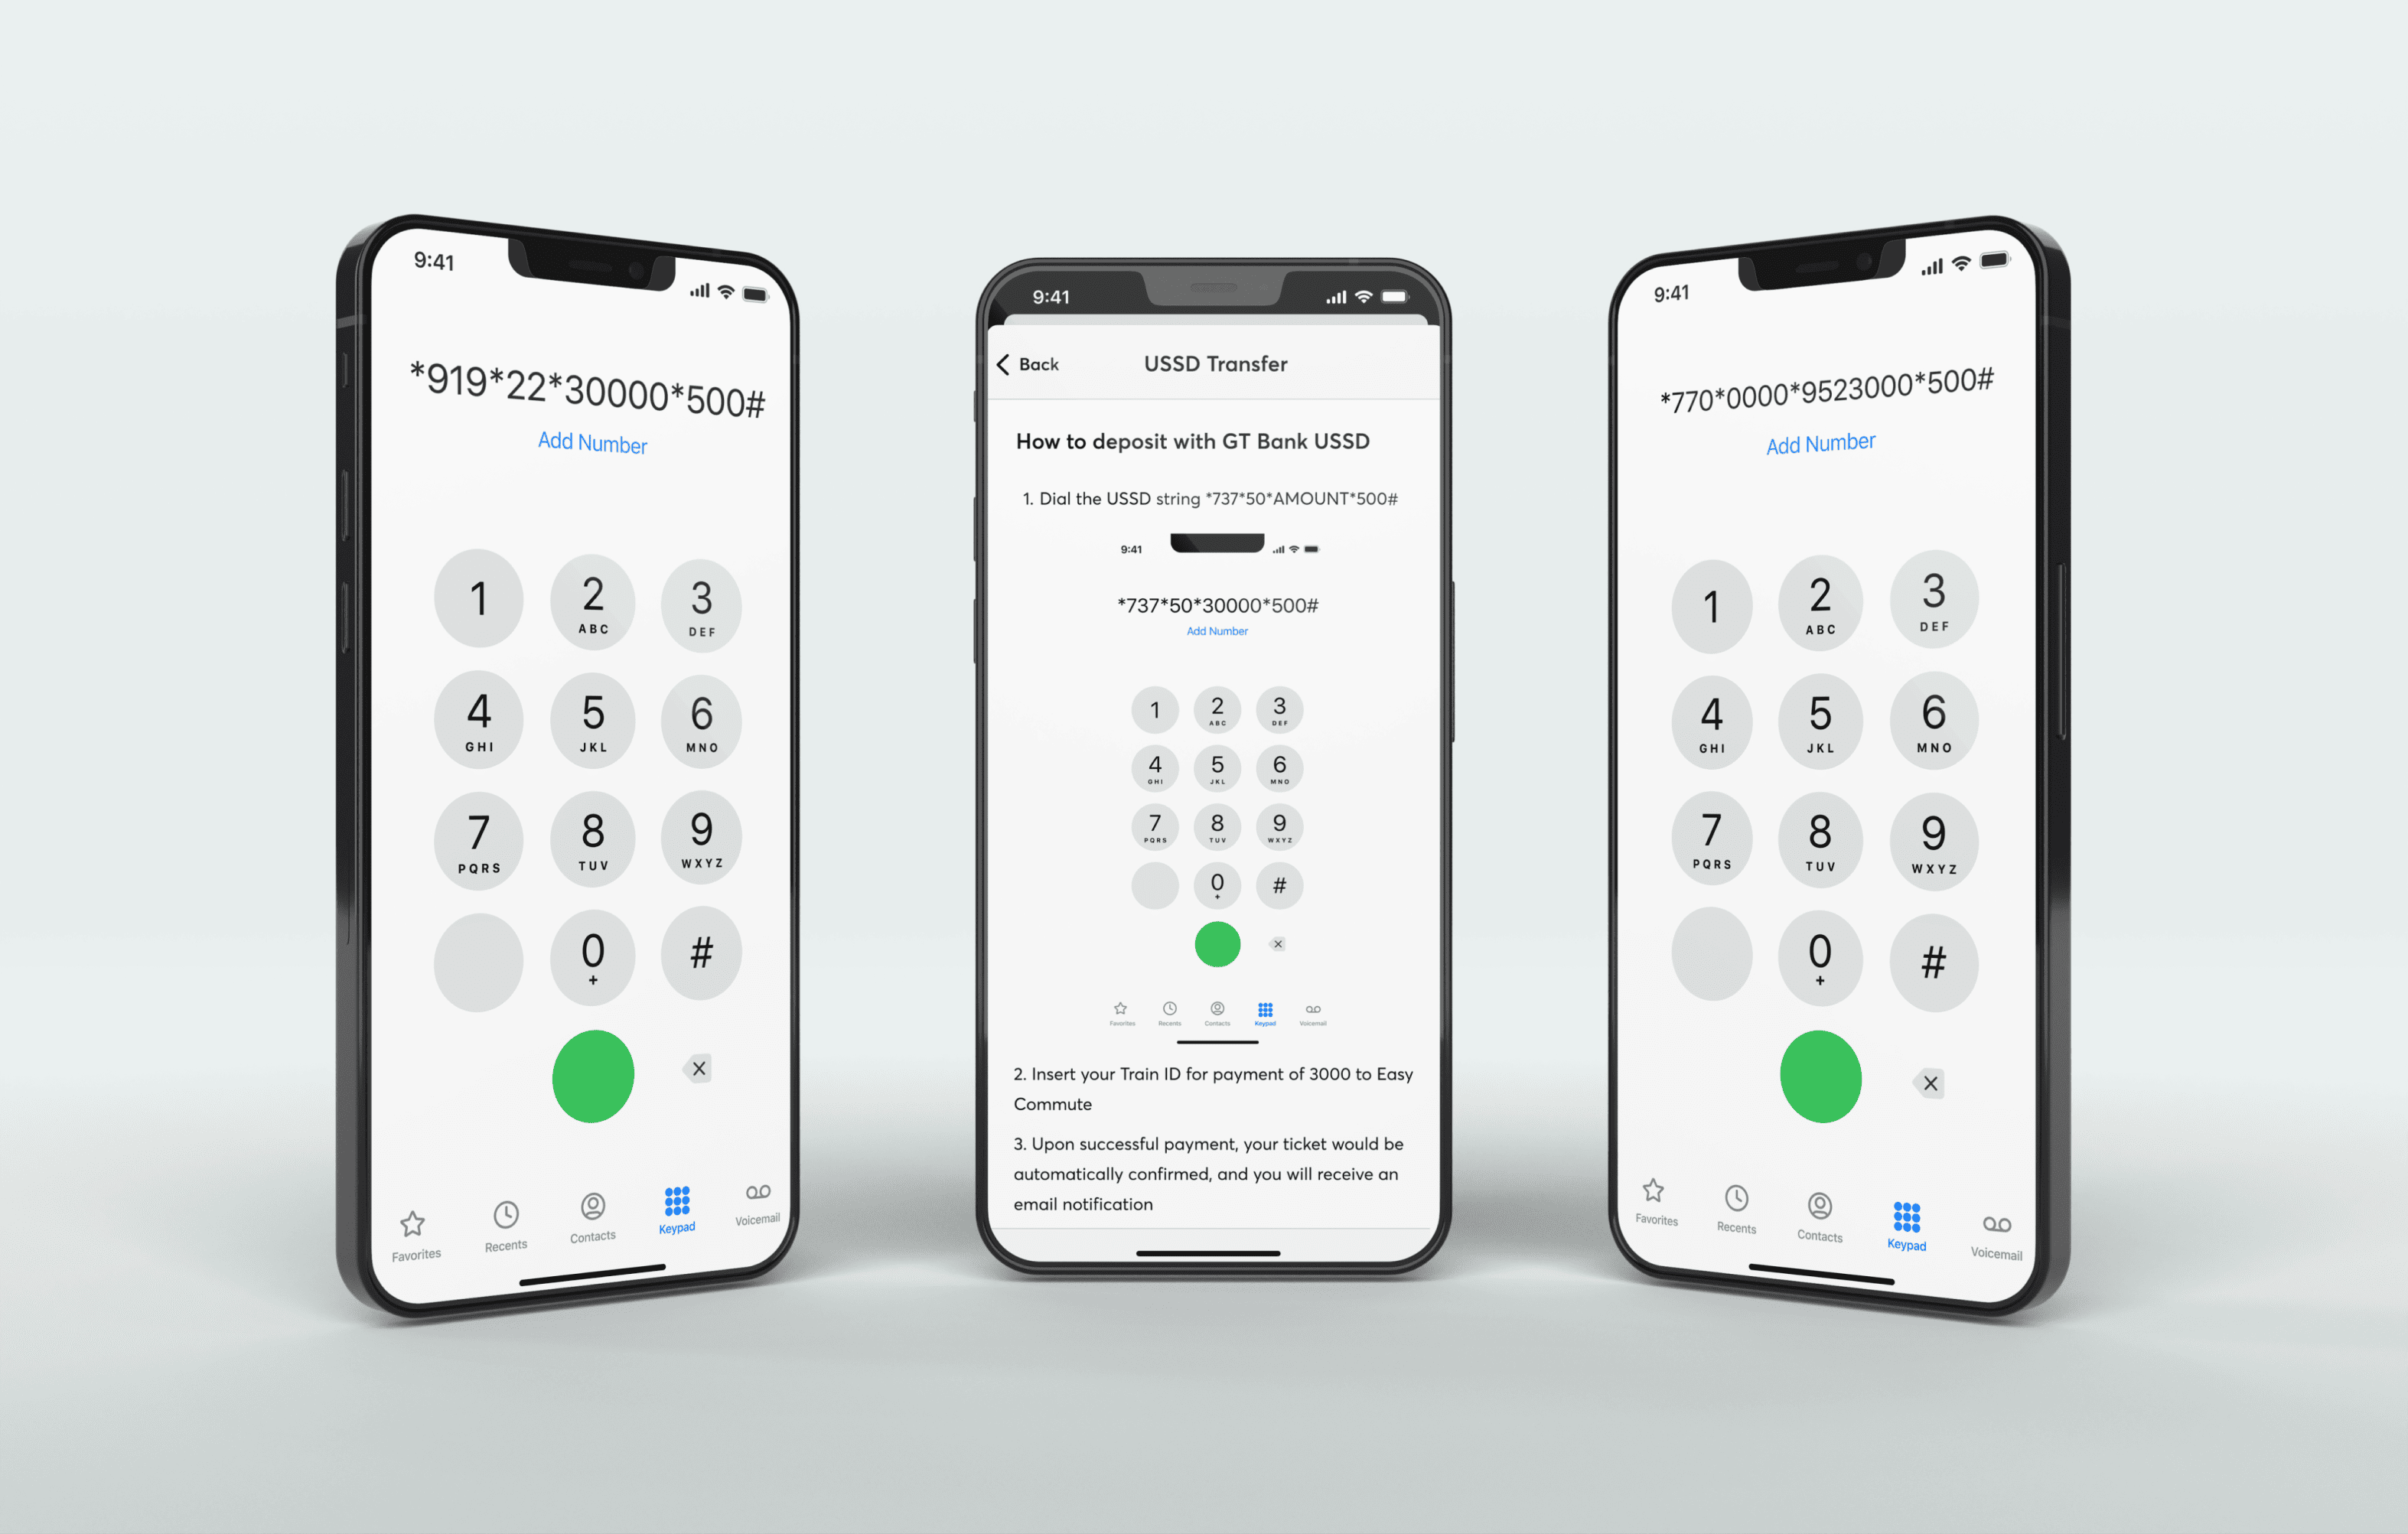 9:41
*919*22*30000*500#
Add Number
1
2
ABC
3
DEF
4
GHI
5
JKL
6
MNO
7
PQRS
8
TUV
9
WXYZ
0
+
#
Favorites
Recents
Contacts
Keypad
Voicemail
9:41
Back
USSD Transfer
How to deposit with GT Bank USSD
1. Dial the USSD string *737*50*AMOUNT*500#
9:41
*737*50*30000*500#
Add Number
1
2
ABC
3
DEF
4
GHI
5
JKL
6
MNO
7
PQRS
8
TUV
9
WXYZ
0
+
#
Favorites
Recents
Contacts
Keypad
Voicemail
2. Insert your Train ID for payment of 3000 to Easy
Commute
3. Upon successful payment, your ticket would be
automatically confirmed, and you will receive an
email notification
9:41
*770*0000*9523000*500#
Add Number
1
2
ABC
3
DEF
4
GHI
5
JKL
6
MNO
7
PQRS
8
TUV
9
WXYZ
0
+
#
Favorites
Recents
Contacts
Keypad
Voicemail